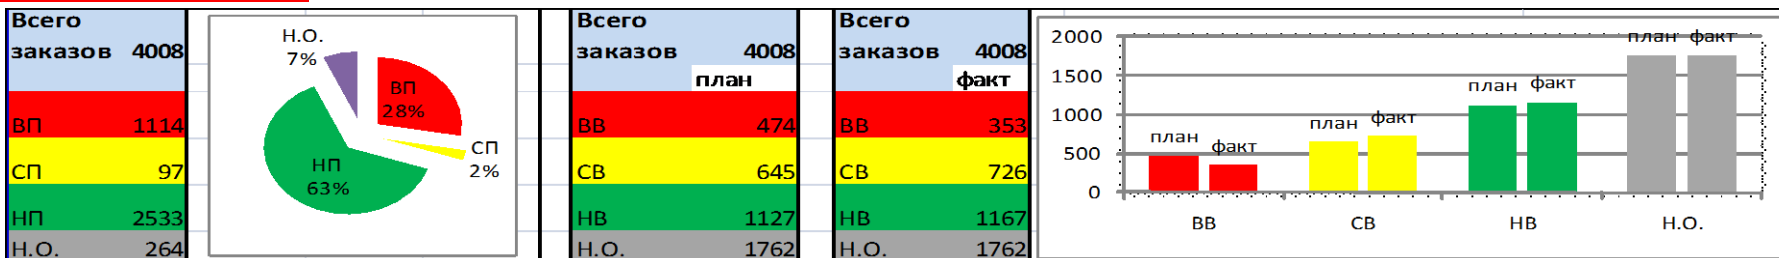 Всего
заказов 4008
ВП 1114
СП 97
НП 2533
Н.О. 264
Н.О.
7%
ВП
28%
СП
2%
НП
63%
Всего
заказов 4008
план
ВВ 474
СВ 645
НВ 1127
Н.О. 1762
Всего
заказов 4008
факт
ВВ 353
СВ 726
НВ 1167
Н.О. 1762
2000
1500
1000
500
0
план факт
план факт
план факт
план факт
ВВ СВ НВ Н.О.